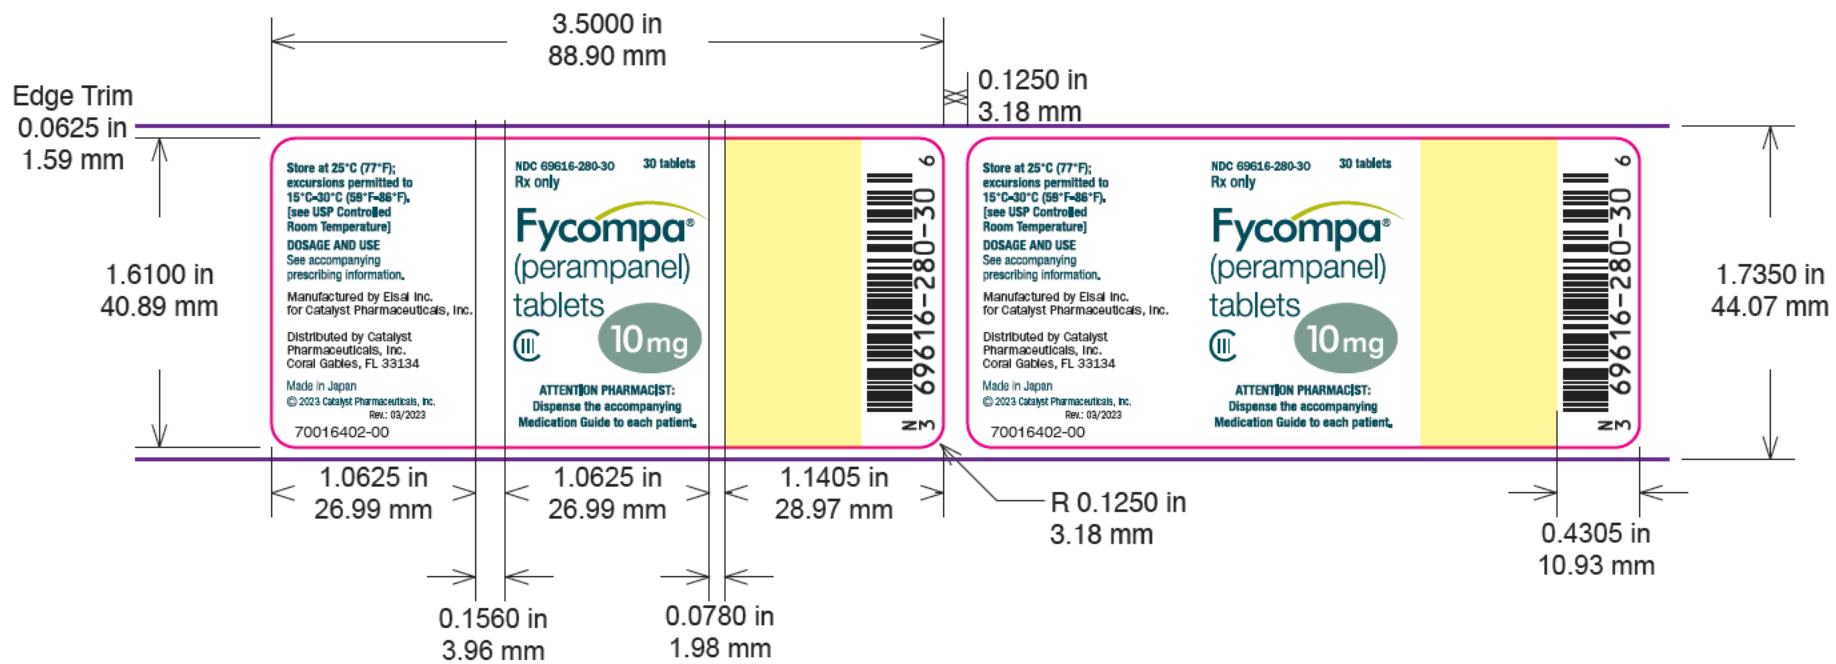 3.5000 in
88.90 mm
0.1250 in
3.18 mm
Edge Trim
0.0625 in
1.59 mm
1.6100 in
40.89 mm
Store at 25°C (77°F);
excursions permitted to
15°C-30°C (59°F-86°F).
[see USP Controlled
Room Temperature]
DOSAGE AND USE
See accompanying
prescribing information.
Manufactured by Eisai Inc.
for Catalyst Pharmaceuticals, Inc.
Distributed by Catalyst
Pharmaceuticals, Inc.
Coral Gables, FL 33134
Made in Japan
© 2023 Catalyst Pharmaceuticals, Inc.
Rev.: 03/2023
70016402-00
NDC 69616-280-30 30 tablets
Rx only
Fycompa®
(perampanel)
tablets
CIII
10 mg
ATTENTION PHARMACIST:
Dispense the accompanying
Medication Guide to each patient.
N
3 69616-280-30 6
Store at 25°C (77°F);
excursions permitted to
15°C-30°C (59°F-86°F).
[see USP Controlled
Room Temperature]
DOSAGE AND USE
See accompanying
prescribing information.
Manufactured by Eisai Inc.
for Catalyst Pharmaceuticals, Inc.
Distributed by Catalyst
Pharmaceuticals, Inc.
Coral Gables, FL 33134
Made in Japan
© 2023 Catalyst Pharmaceuticals, Inc.
Rev.: 03/2023
70016402-00
NDC 69616-280-30 30 tablets
Rx only
Fycompa®
(perampanel)
tablets
CIII
10 mg
ATTENTION PHARMACIST:
Dispense the accompanying
Medication Guide to each patient.
N
3 69616-280-30 6
1.7350 in
44.07 mm
1.0625 in
26.99 mm
1.0625 in
26.99 mm
1.1405 in
28.97 mm
R 0.1250 in
3.18 mm
0.4305 in
10.93 mm
0.1560 in
3.96 mm
0.0780 in
1.98 mm